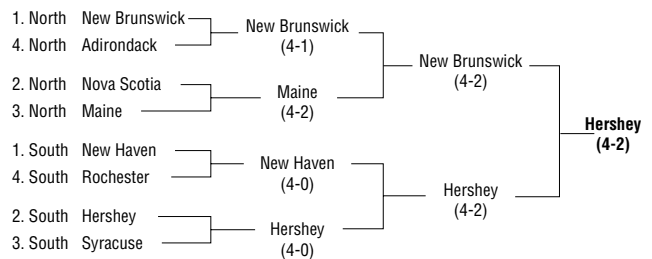 1. North New Brunswick
4. North Adirondack
New Brunswick
(4-1)
2. North Nova Scotia
3. North Maine
Maine
(4-2)
New Brunswick
(4-2)
1. South New Haven
4. South Rochester
New Haven
(4-0)
2. South Hershey
3. South Syracuse
Hershey
(4-0)
Hershey
(4-2)
Hershey
(4-2)